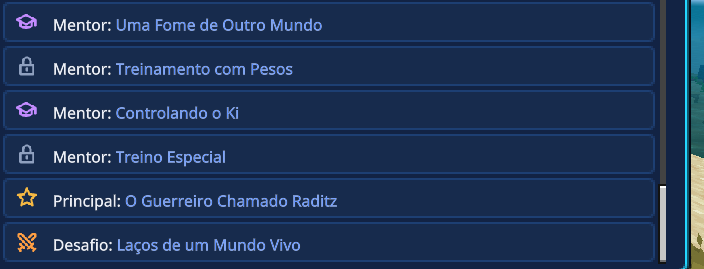 Mentor: Uma Fome de Outro Mundo
Mentor: Treinamento com Pesos
Mentor: Controlando o Ki
Mentor: Treino Especial
Principal: O Guerreiro Chamado Raditz
Desafio: Laços de um Mundo Vivo